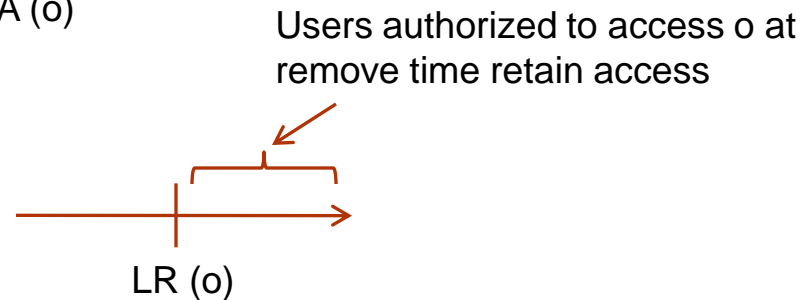 A (o)
Users authorized to access o at
remove time retain access
LR (o)